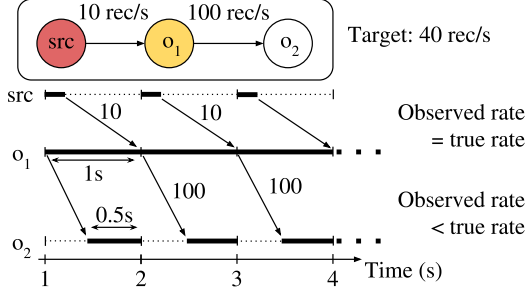 10 rec/s 100 rec/s
src o1 o2
Target: 40 rec/s
src
10 10
Observed rate
= true rate
o1
1s
100 100
0.5s
Observed rate
< true rate
o2
1 2 3 4 Time (s)